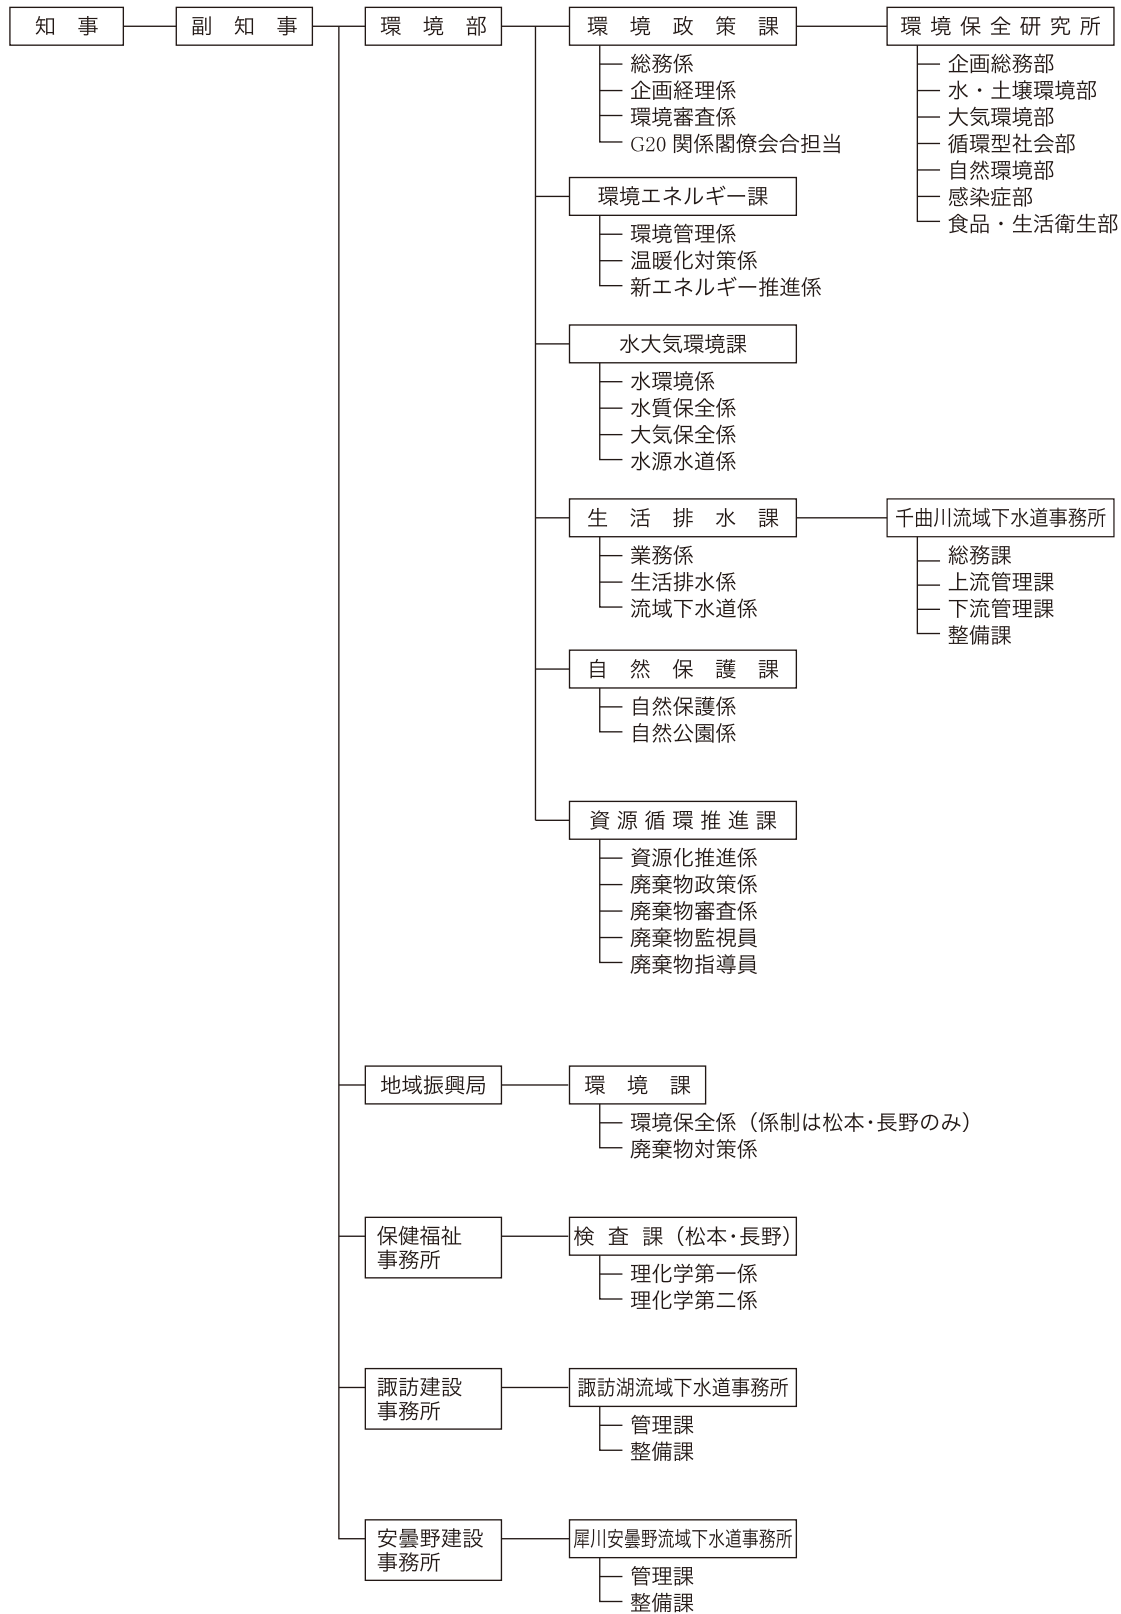 知事
副知事
環境部
環境政策課
総務係
企画経理係
環境審査係
G20 関係閣僚会合担当
環境保全研究所
企画総務部
水・土壌環境部
大気環境部
循環型社会部
自然環境部
感染症部
食品・生活衛生部
環境エネルギー課
環境管理係
温暖化対策係
新エネルギー推進係
水大気環境課
水環境係
水質保全係
大気保全係
水源水道係
生活排水課
業務係
生活排水係
流域下水道係
千曲川流域下水道事務所
総務課
上流管理課
下流管理課
整備課
自然保護課
自然保護係
自然公園係
資源循環推進課
資源化推進係
廃棄物政策係
廃棄物審査係
廃棄物監視員
廃棄物指導員
地域振興局
環境課
環境保全係（係制は松本・長野のみ）
廃棄物対策係
保健福祉
事務所
検査課（松本・長野）
理化学第一係
理化学第二係
諏訪建設
事務所
諏訪湖流域下水道事務所
管理課
整備課
安曇野建設
事務所
犀川安曇野流域下水道事務所
管理課
整備課